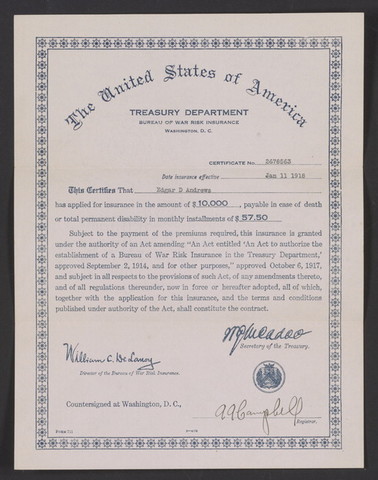 The United States of America
TREASURY DEPARTMENT
BUREAU OF WAR RISK INSURANCE
WASHINGTON, D. C.
CERTIFICATE No.
Date insurance effective Jan 11 1918
This Certifies That Edgar D Andrews
has applied for insurance in the amount of $10,000, payable in case of death
or total permanent disability in monthly installments of $57.50
Subject to the payment of the premiums required, this insurance is granted
under the authority of an Act amending "An Act entitled 'An Act to authorize the
establishment of a Bureau of War Risk Insurance in the Treasury Department,'
approved September 2, 1914, and for other purposes," approved October 6, 1917,
and subject in all respects to the provisions of such Act, of any amendments thereto,
and of all regulations thereunder, now in force or hereafter adopted, all of which,
together with the application for this insurance, and the terms and conditions
published under authority of the Act, shall constitute the contract.
W G McAdoo
Secretary of the Treasury.
William C. De Lanoy
Director of the Bureau of War Risk Insurance.
Countersigned at Washington, D. C.,
Campbell
Registrar.